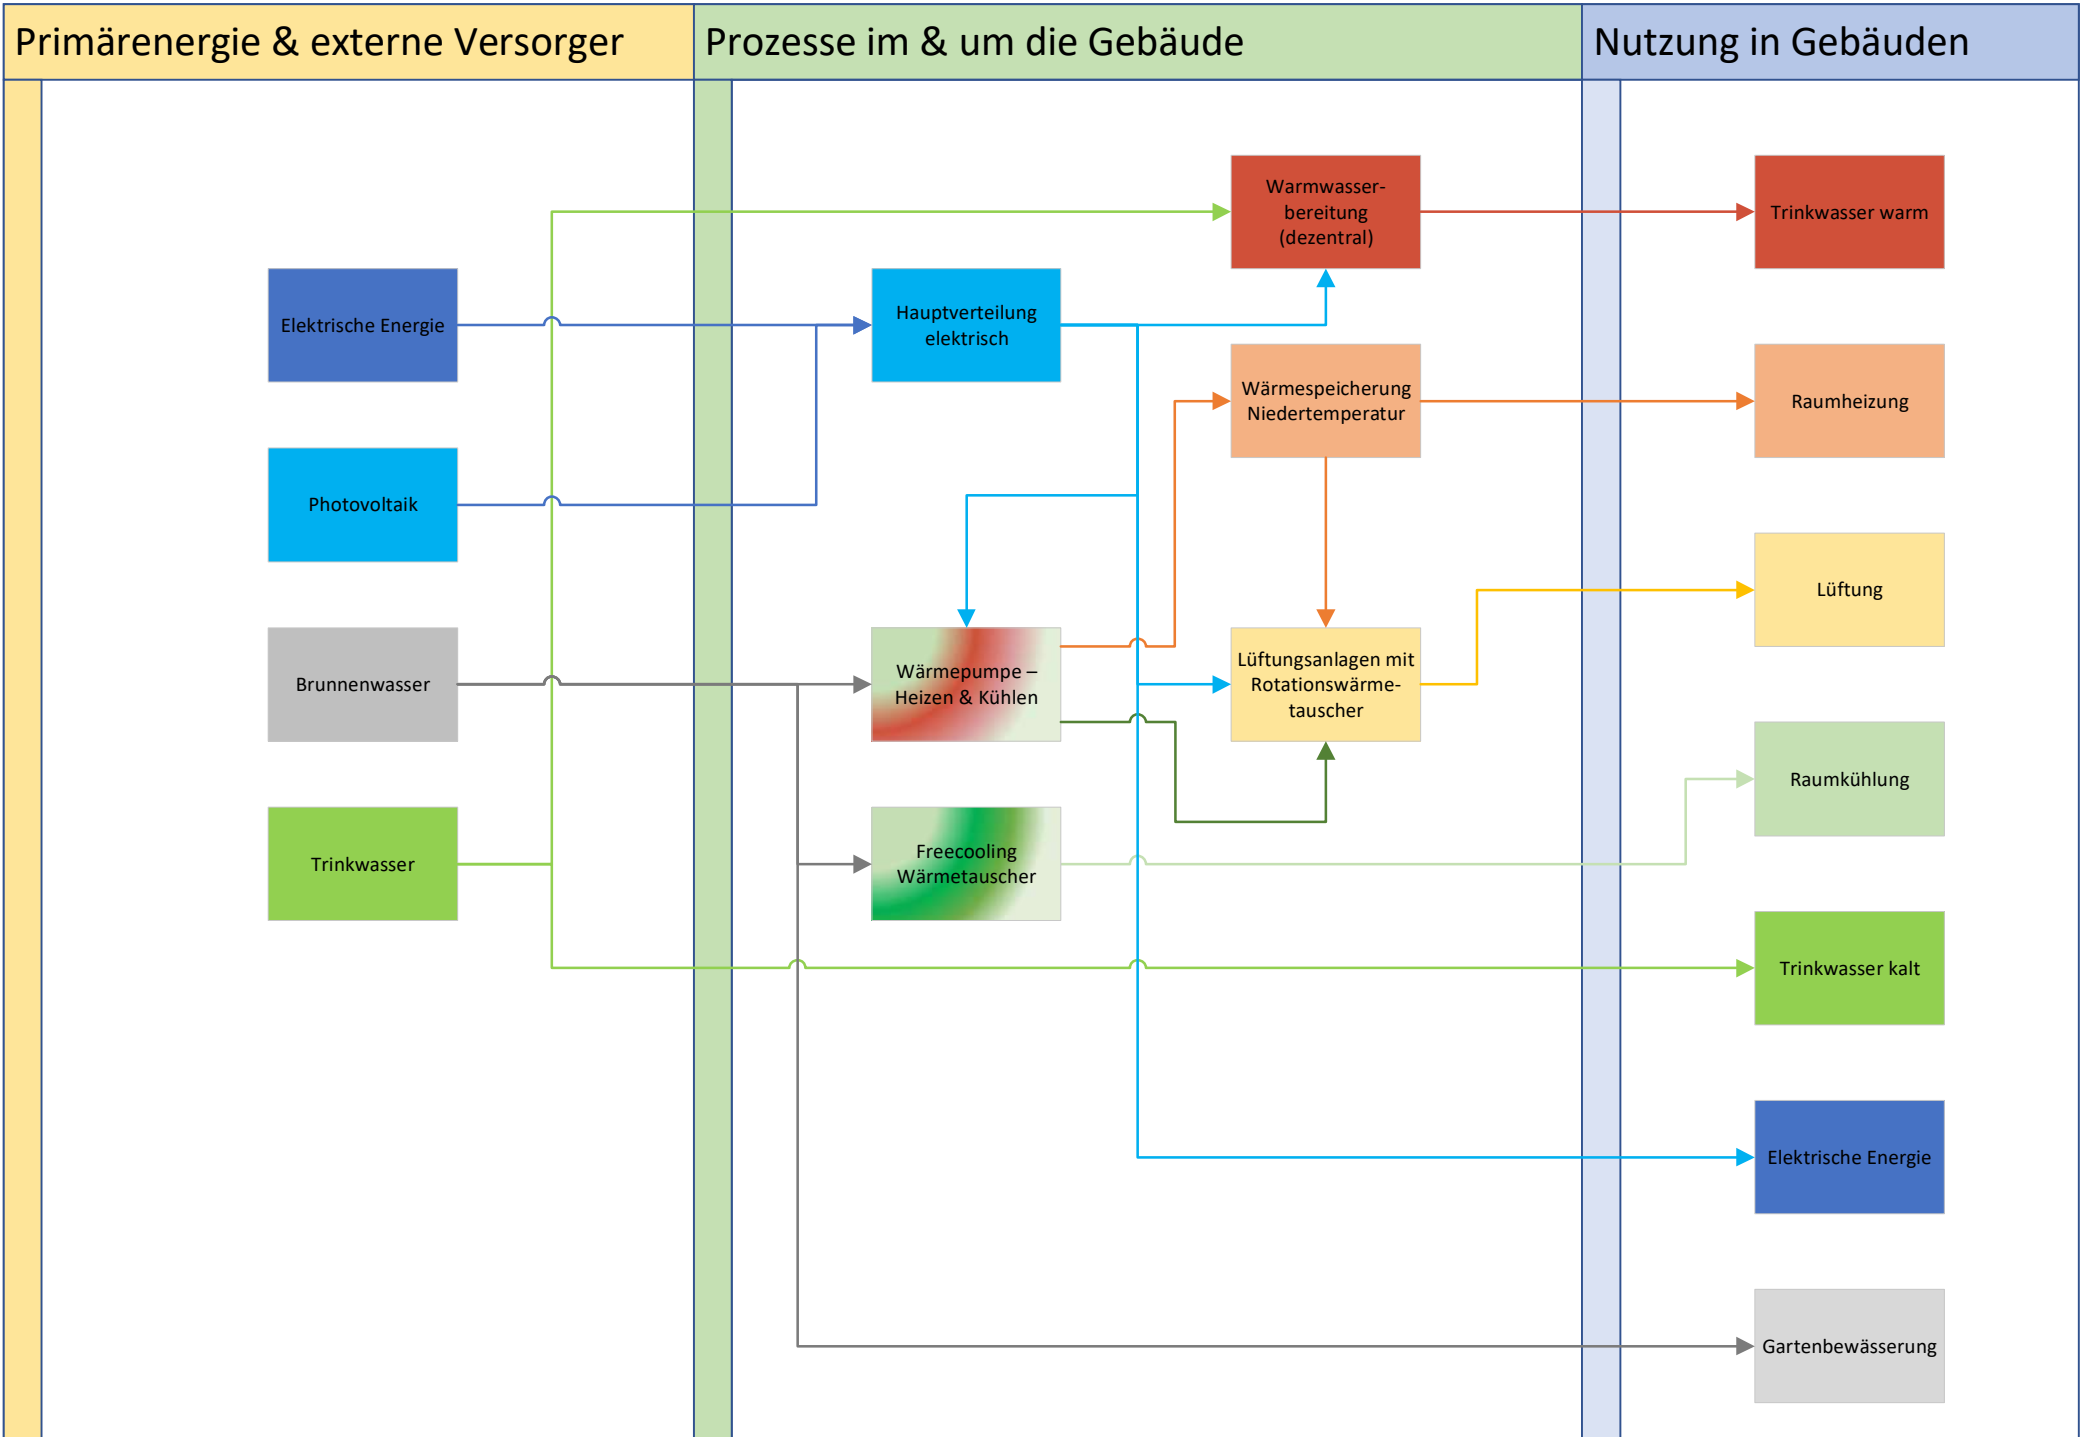 Primärenergie & externe Versorger
Prozesse im & um die Gebäude
Nutzung in Gebäuden
Elektrische Energie
Photovoltaik
Brunnenwasser
Trinkwasser
Hauptverteilung
elektrisch
Wärmepumpe –
Heizen & Kühlen
Freecooling
Wärmetauscher
Warmwasser-
bereitung
(dezentral)
Wärmespeicherung
Niedertemperatur
Lüftungsanlagen mit
Rotationswärme-
tauscher
Trinkwasser warm
Raumheizung
Lüftung
Raumkühlung
Trinkwasser kalt
Elektrische Energie
Gartenbewässerung